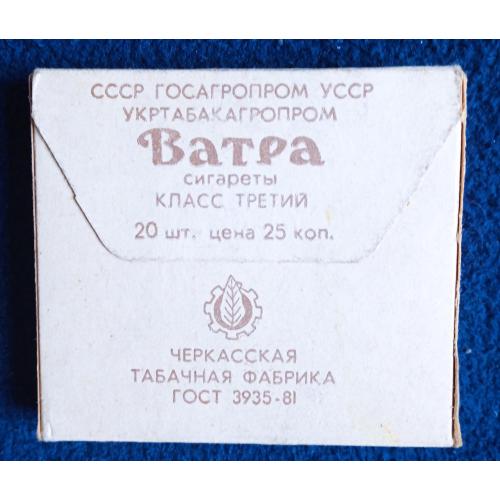 СССР ГОСАГРОПРОМ УССР
УКРТАБАКАГРОПРОМ
Ватра
сигареты
КЛАСС ТРЕТИЙ
20 шт. цена 25 коп.
ЧЕРКАССКАЯ
ТАБАЧНАЯ ФАБРИКА
ГОСТ 3935-81